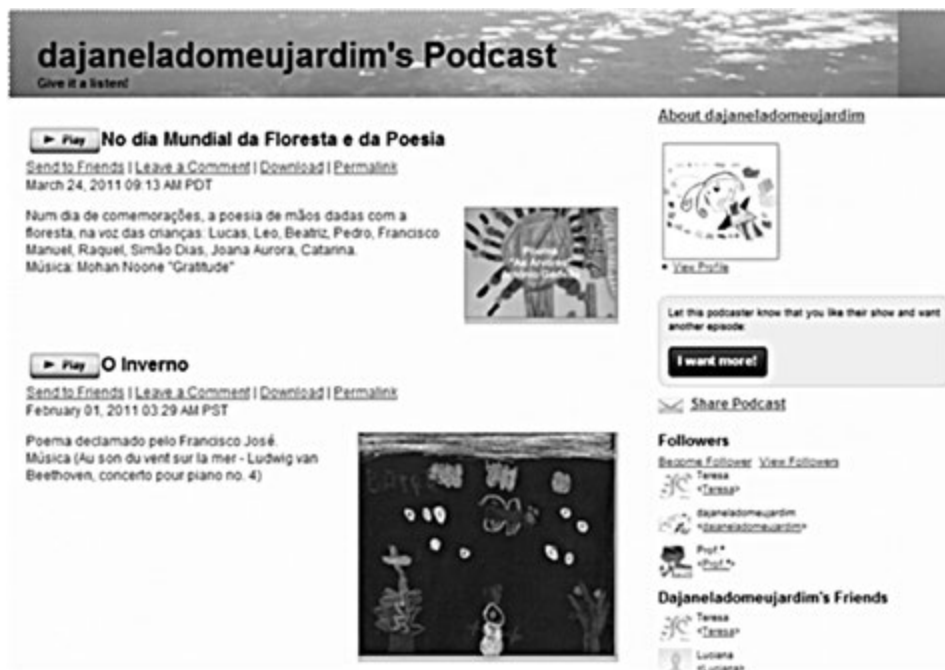 dajaneladomeujardim's Podcast
Give it a listen!
► Play No dia Mundial da Floresta e da Poesia
Send to Friends | Leave a Comment | Download | Permalink
March 24, 2011 09:13 AM PDT
Num dia de comemorações, a poesia de mãos dadas com a
floresta, na voz das crianças: Lucas, Leo, Beatriz, Pedro, Francisco
Manuel, Raquel, Simão Dias, Joana Aurora, Catarina.
Música: Mohan Noone "Gratitude"
Poema
► Play O Inverno
Send to Friends | Leave a Comment | Download | Permalink
February 01, 2011 03:29 AM PST
Poema declamado pelo Francisco José.
Música (Au son du vent sur la mer - Ludwig van
Beethoven, concerto pour piano no. 4)
About dajaneladomeujardim
• View Profile
Let this podcaster know that you like their show and want
another episode:
I want more!
Share Podcast
Followers
Become Follower View Followers
Teresa
<Teresa>
dajaneladomeujardim
<dajaneladomeujardim>
Prof.ª
<Prof.ª>
Dajaneladomeujardim's Friends
Teresa
<Teresa>
Luciana
<Luciana>